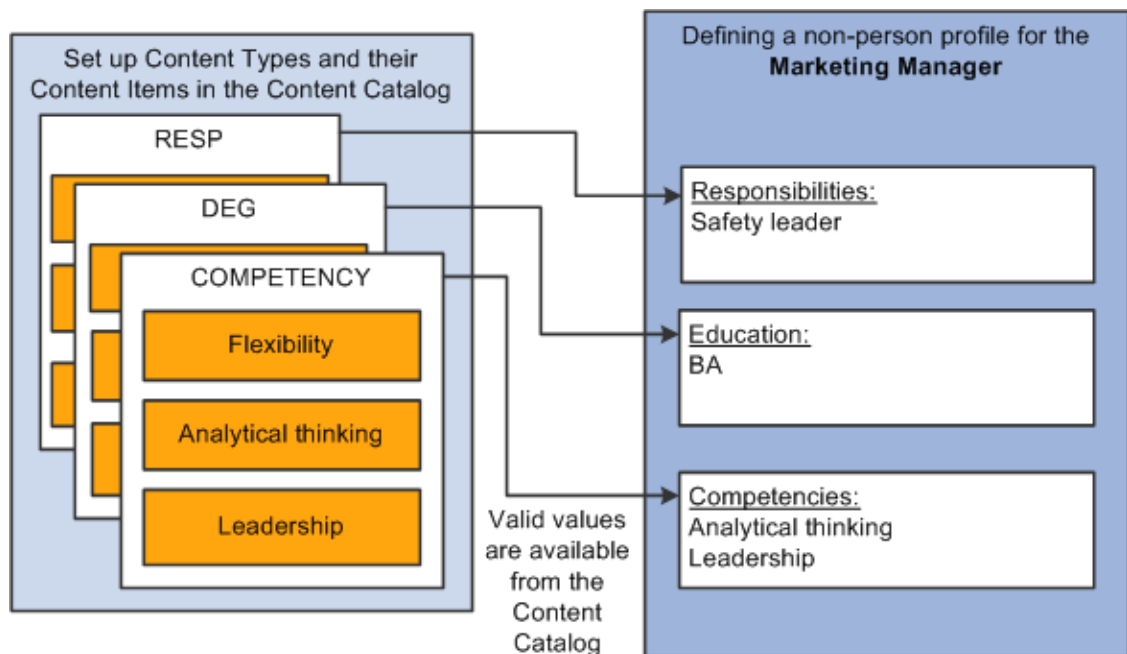 Set up Content Types and their
Content Items in the Content Catalog
RESP
DEG
COMPETENCY
Flexibility
Analytical thinking
Leadership
Valid values
are available
from the
Content
Catalog
Defining a non-person profile for the
Marketing Manager
Responsibilities:
Safety leader
Education:
BA
Competencies:
Analytical thinking
Leadership